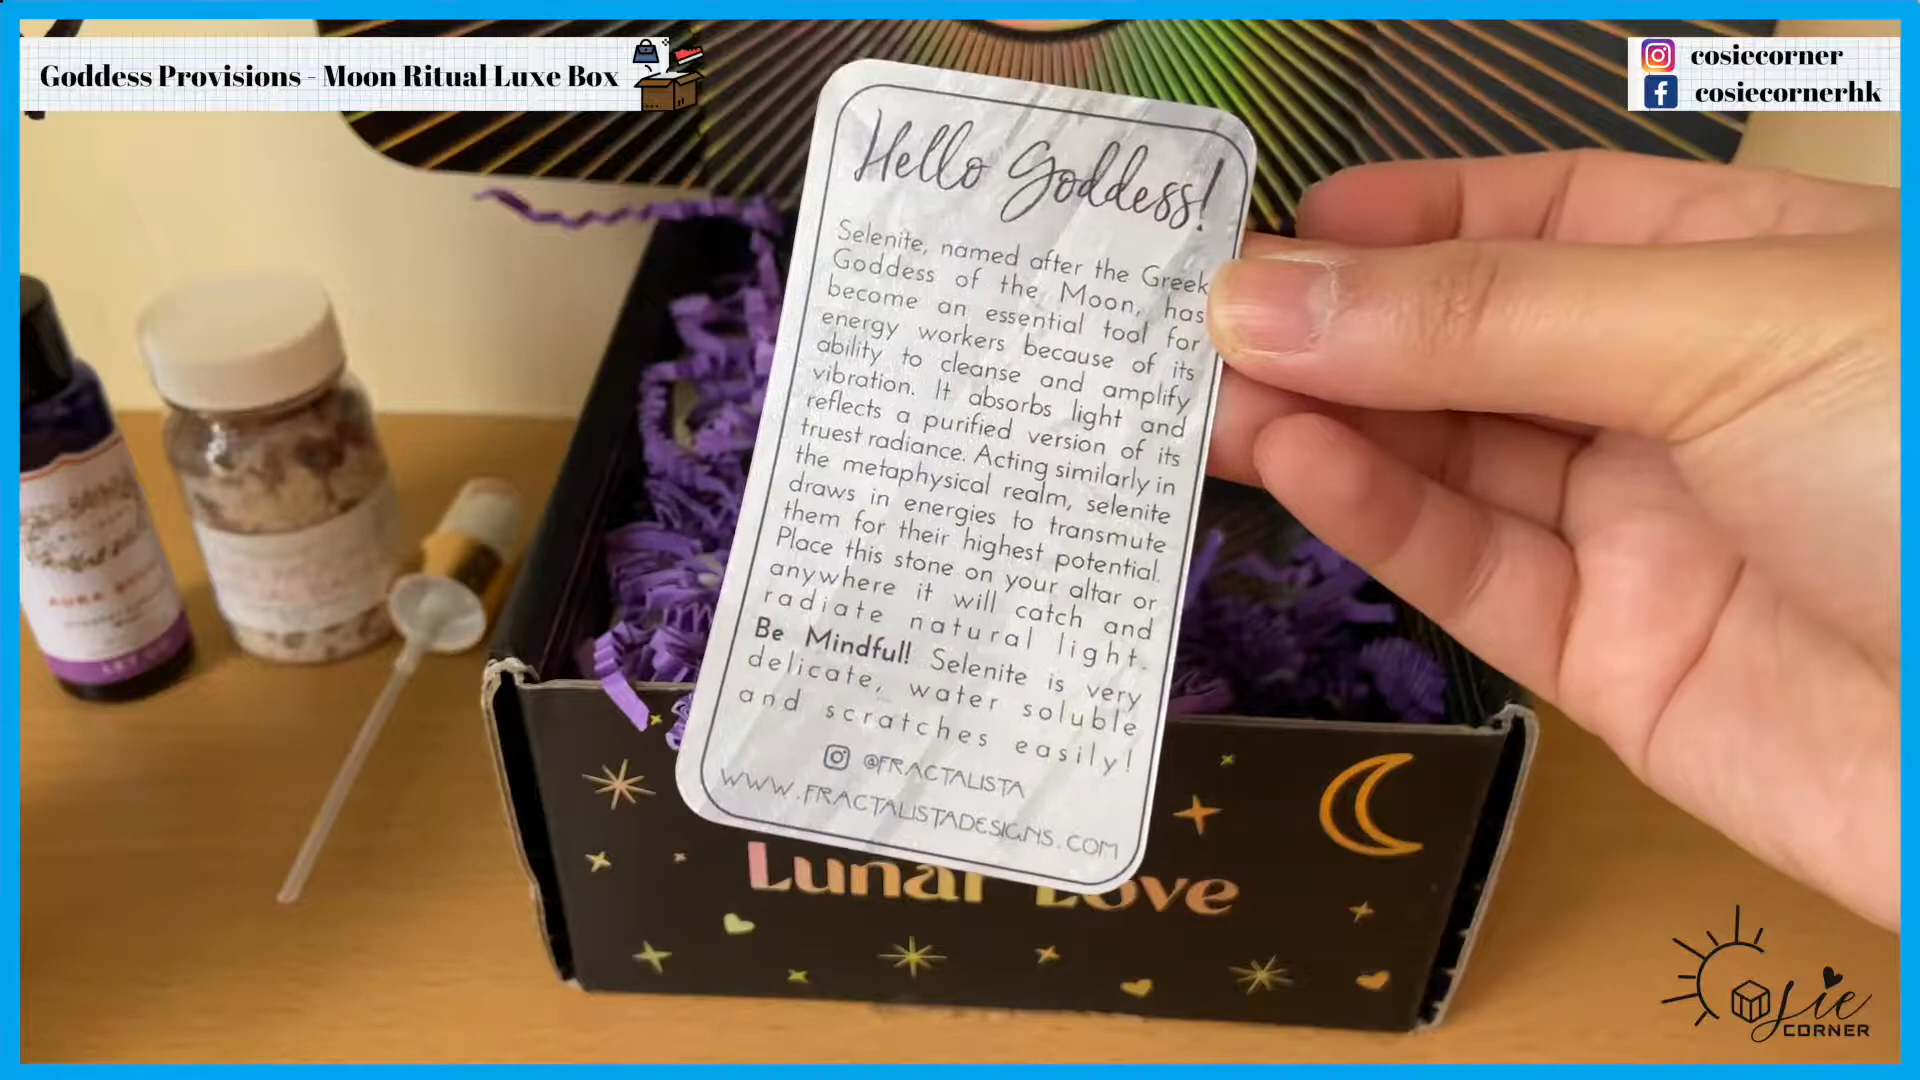 Goddess Provisions - Moon Ritual Luxe Box
cosiecorner
cosiecornerhk
Hello Goddess!
Selenite, named after the Greek
Goddess of the Moon, has
become an essential tool for
energy workers because of its
ability to cleanse and amplify
vibration. It absorbs light and
reflects a purified version of its
truest radiance. Acting similarly in
the metaphysical realm, selenite
draws in energies to transmute
them for their highest potential.
Place this stone on your altar or
anywhere it will catch and
radiate natural light.
Be Mindful! Selenite is very
delicate, water soluble
and scratches easily!
@FRACTALISTA
WWW.FRACTALISTADESIGNS.COM
AURA
Lunar Love
Cosie
CORNER